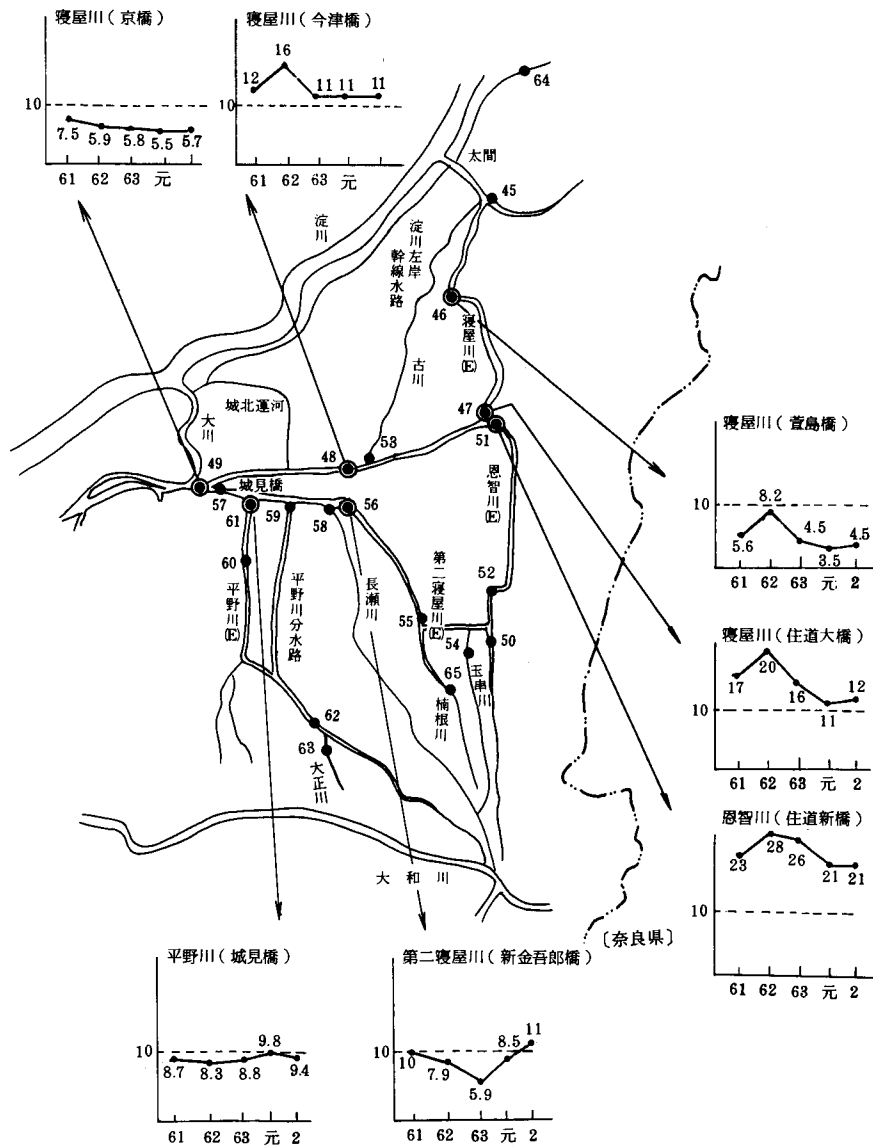 寝屋川（京橋）
10
7.5
5.9
5.8
5.5
5.7
61 62 63 元
寝屋川（今津橋）
10
12
16
11
11
11
61 62 63 元
64
太間
45
淀川
淀川左岸幹線水路
46
寝屋川(E)
古川
城北運河
大川
47
51
53
48
49
城見橋
57
56
61
59
58
恩智川(E)
60
平野川(E)
平野川分水路
長瀬川
第二寝屋川(E)
52
55
54
50
65
玉串川
楠根川
62
63
大正川
大和川
〔奈良県〕
寝屋川（萱島橋）
10
5.6
8.2
4.5
3.5
4.5
61 62 63 元 2
寝屋川（住道大橋）
10
17
20
16
11
12
61 62 63 元 2
恩智川（住道新橋）
10
23
28
26
21
21
61 62 63 元 2
平野川（城見橋）
10
8.7
8.3
8.8
9.8
9.4
61 62 63 元 2
第二寝屋川（新金吾郎橋）
10
10
7.9
5.9
8.5
11
61 62 63 元 2